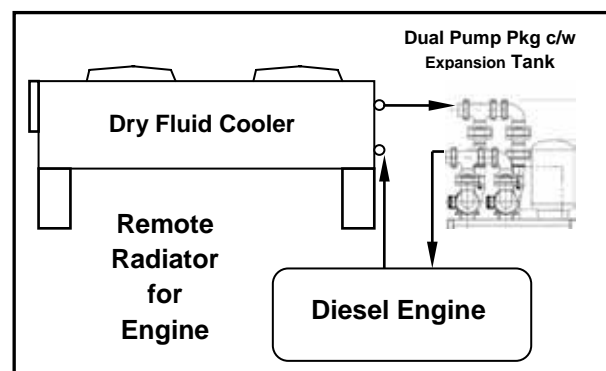 Dual Pump Pkg c/w
Expansion Tank
Dry Fluid Cooler
Remote
Radiator
for
Engine
Diesel Engine